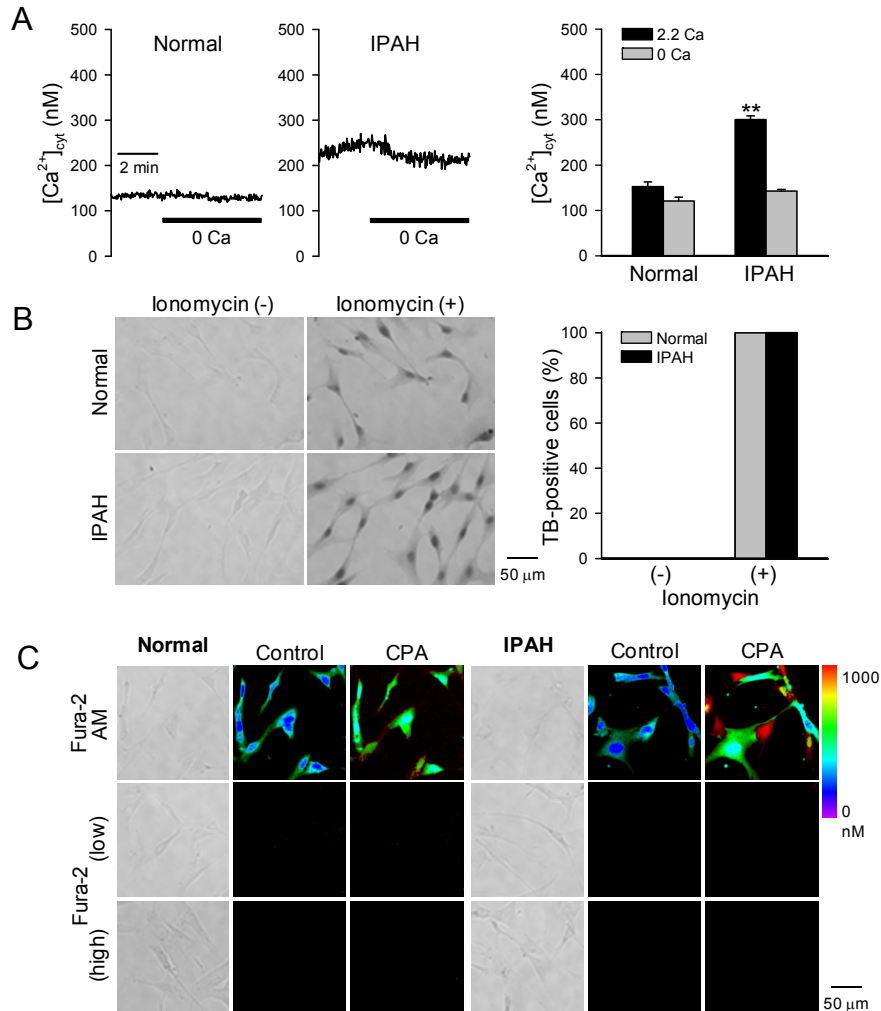 A
Normal
IPAH
[Ca²⁺]cyt (nM)
500
400
300
200
100
0
2 min
0 Ca
500
400
300
200
100
0
0 Ca
[Ca²⁺]cyt (nM)
500
400
300
200
100
0
2.2 Ca
0 Ca
**
Normal
IPAH
B
Ionomycin (-)
Ionomycin (+)
Normal
IPAH
50 μm
TB-positive cells (%)
100
80
60
40
20
0
Normal
IPAH
(-)
(+)
Ionomycin
C
Normal
Control
CPA
IPAH
Control
CPA
Fura-2
AM
Fura-2
(low)
(high)
1000
0
nM
50 μm